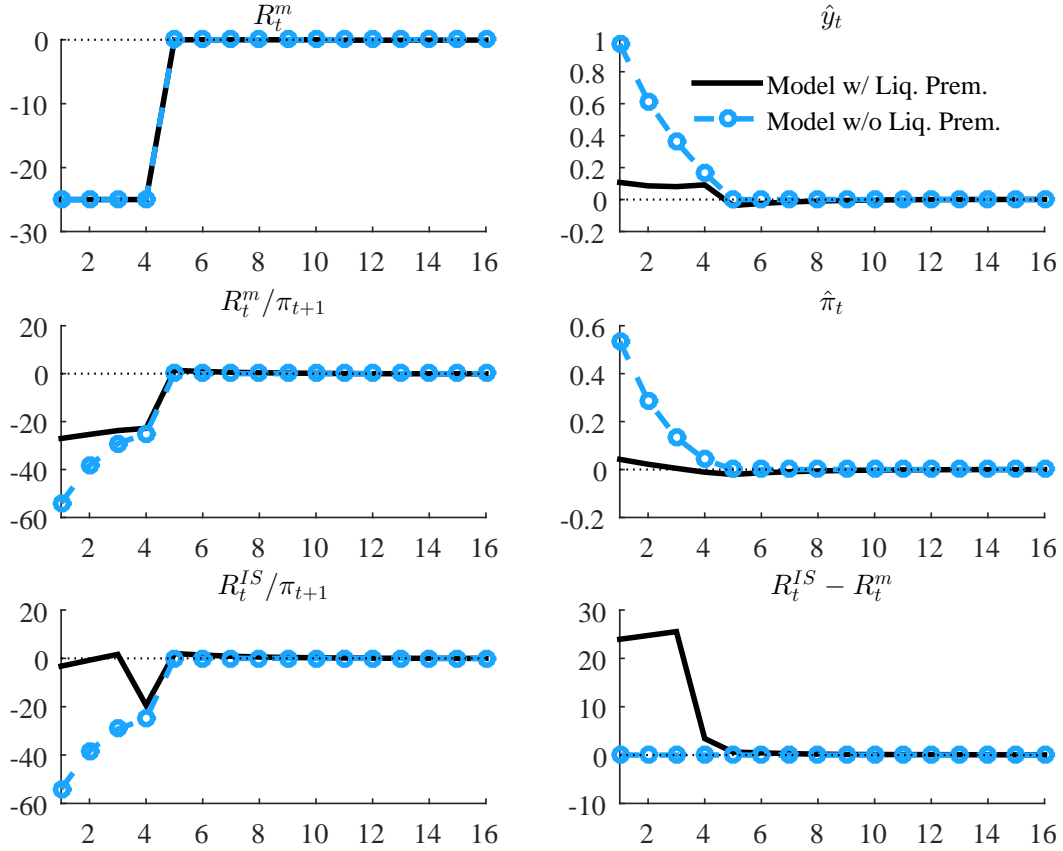 R_t^m
0
-10
-20
-30
2 4 6 8 10 12 14 16
ŷ_t
1
0.8
0.6
0.4
0.2
0
-0.2
Model w/ Liq. Prem.
Model w/o Liq. Prem.
2 4 6 8 10 12 14 16
R_t^m/π_{t+1}
20
0
-20
-40
-60
2 4 6 8 10 12 14 16
π̂_t
0.6
0.4
0.2
0
-0.2
2 4 6 8 10 12 14 16
R_t^{IS}/π_{t+1}
20
0
-20
-40
-60
2 4 6 8 10 12 14 16
R_t^{IS} − R_t^m
30
20
10
0
-10
2 4 6 8 10 12 14 16